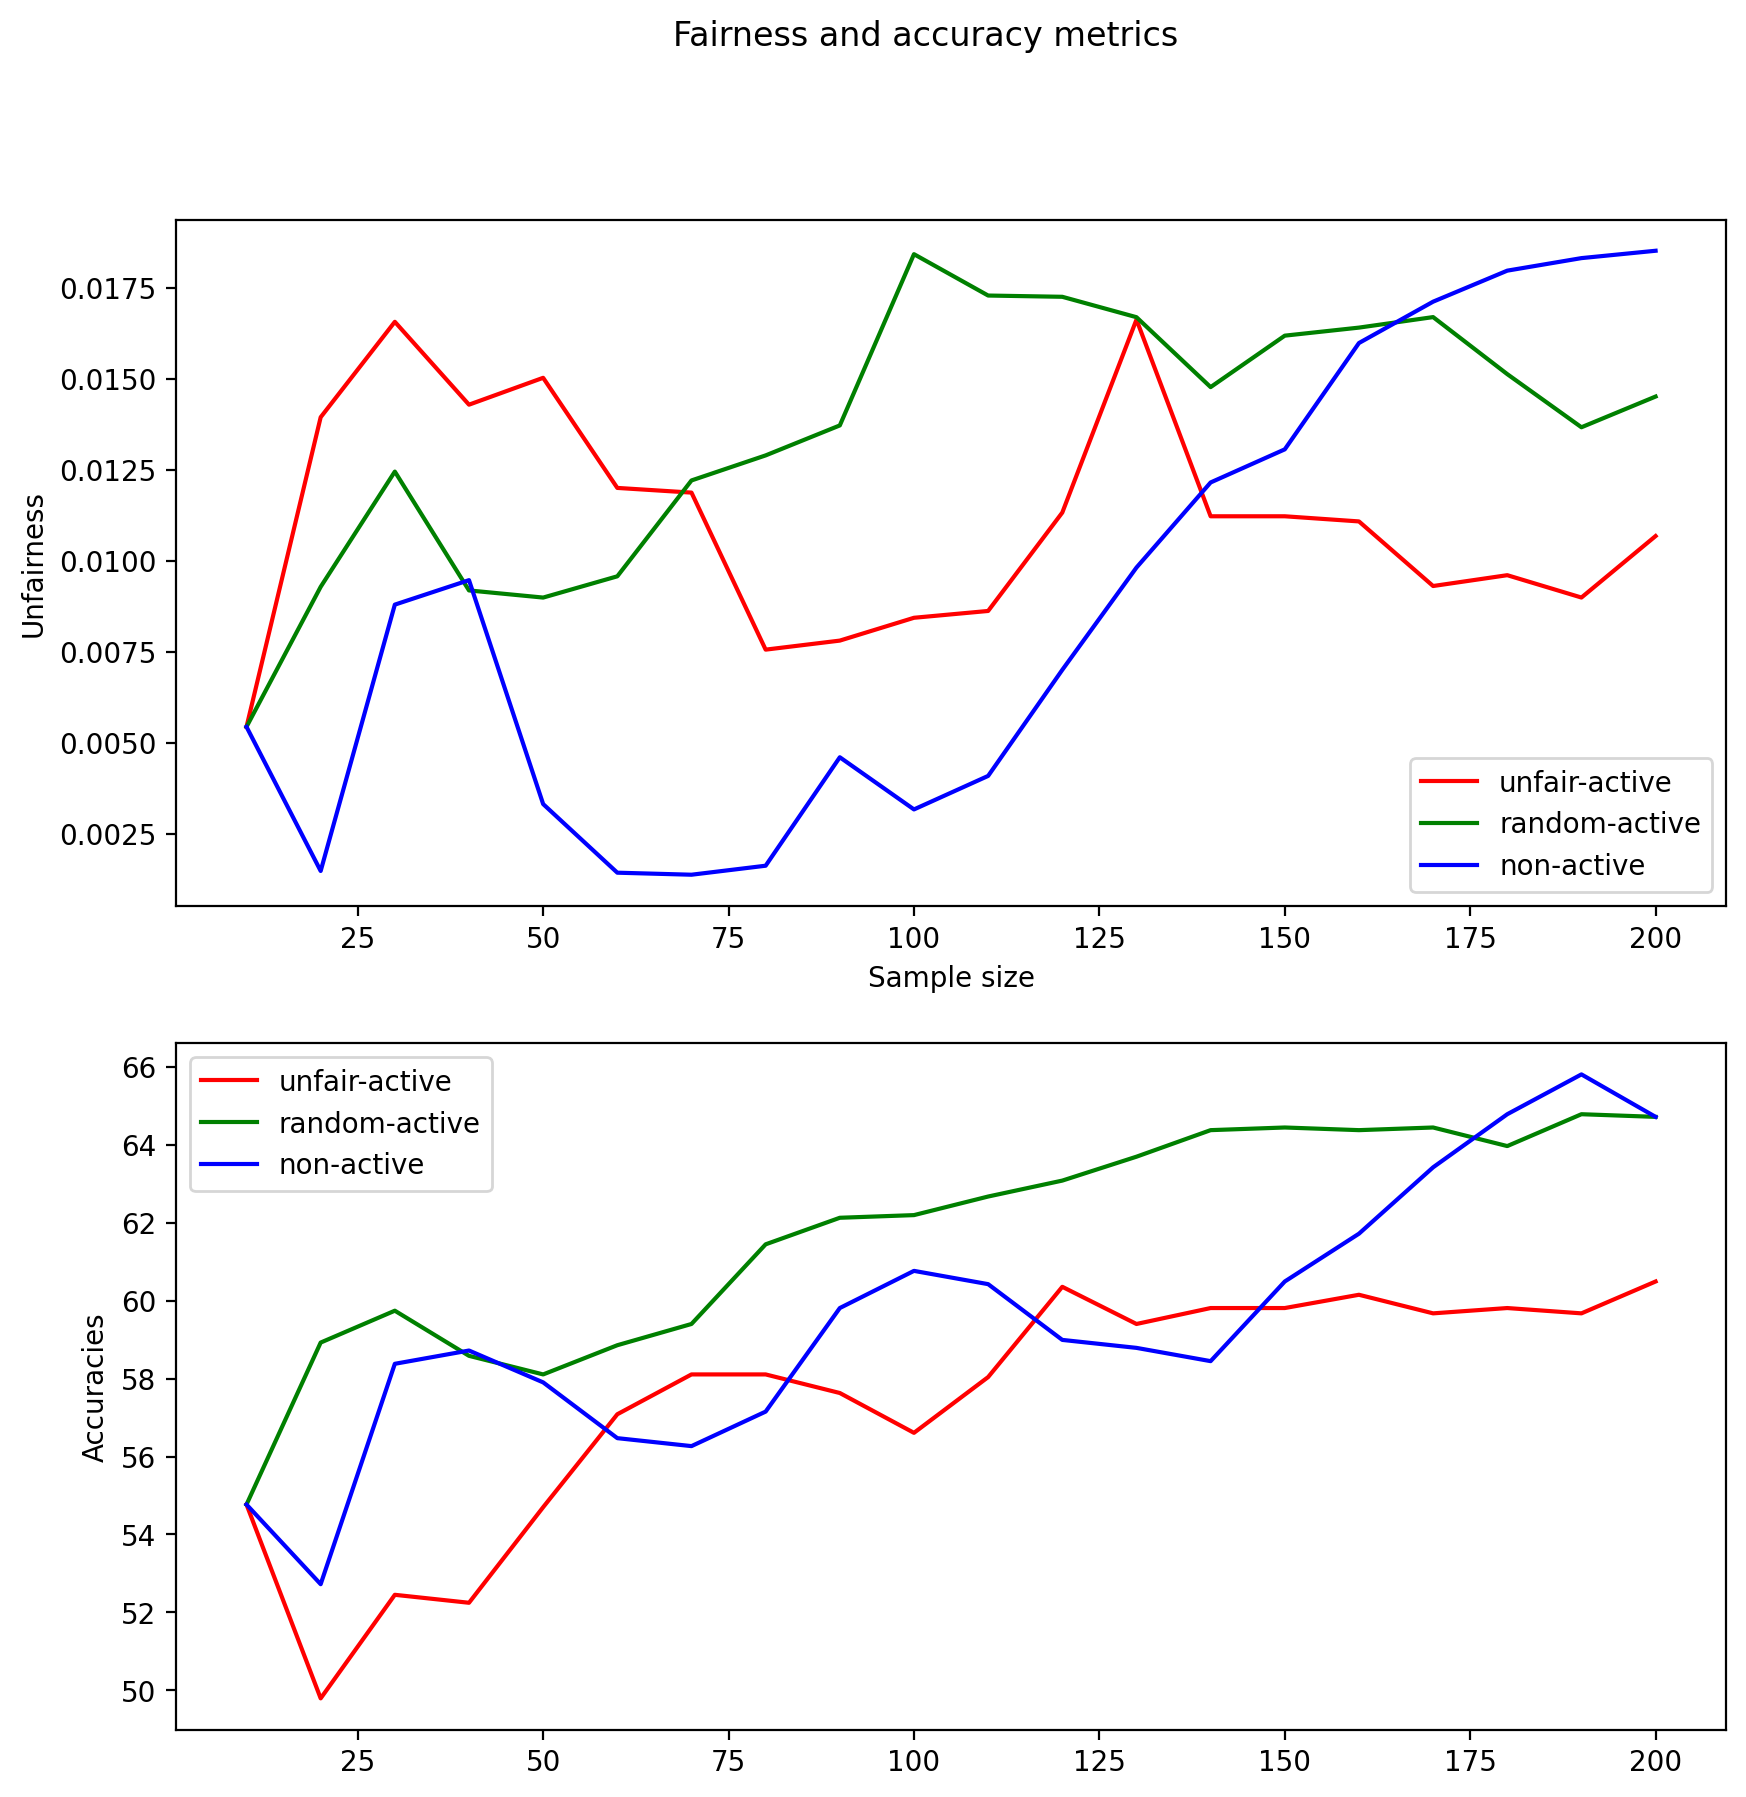 Fairness and accuracy metrics
Unfairness
0.0175
0.0150
0.0125
0.0100
0.0075
0.0050
0.0025
unfair-active
random-active
non-active
25 50 75 100 125 150 175 200
Sample size
Accuracies
66
64
62
60
58
56
54
52
50
unfair-active
random-active
non-active
25 50 75 100 125 150 175 200